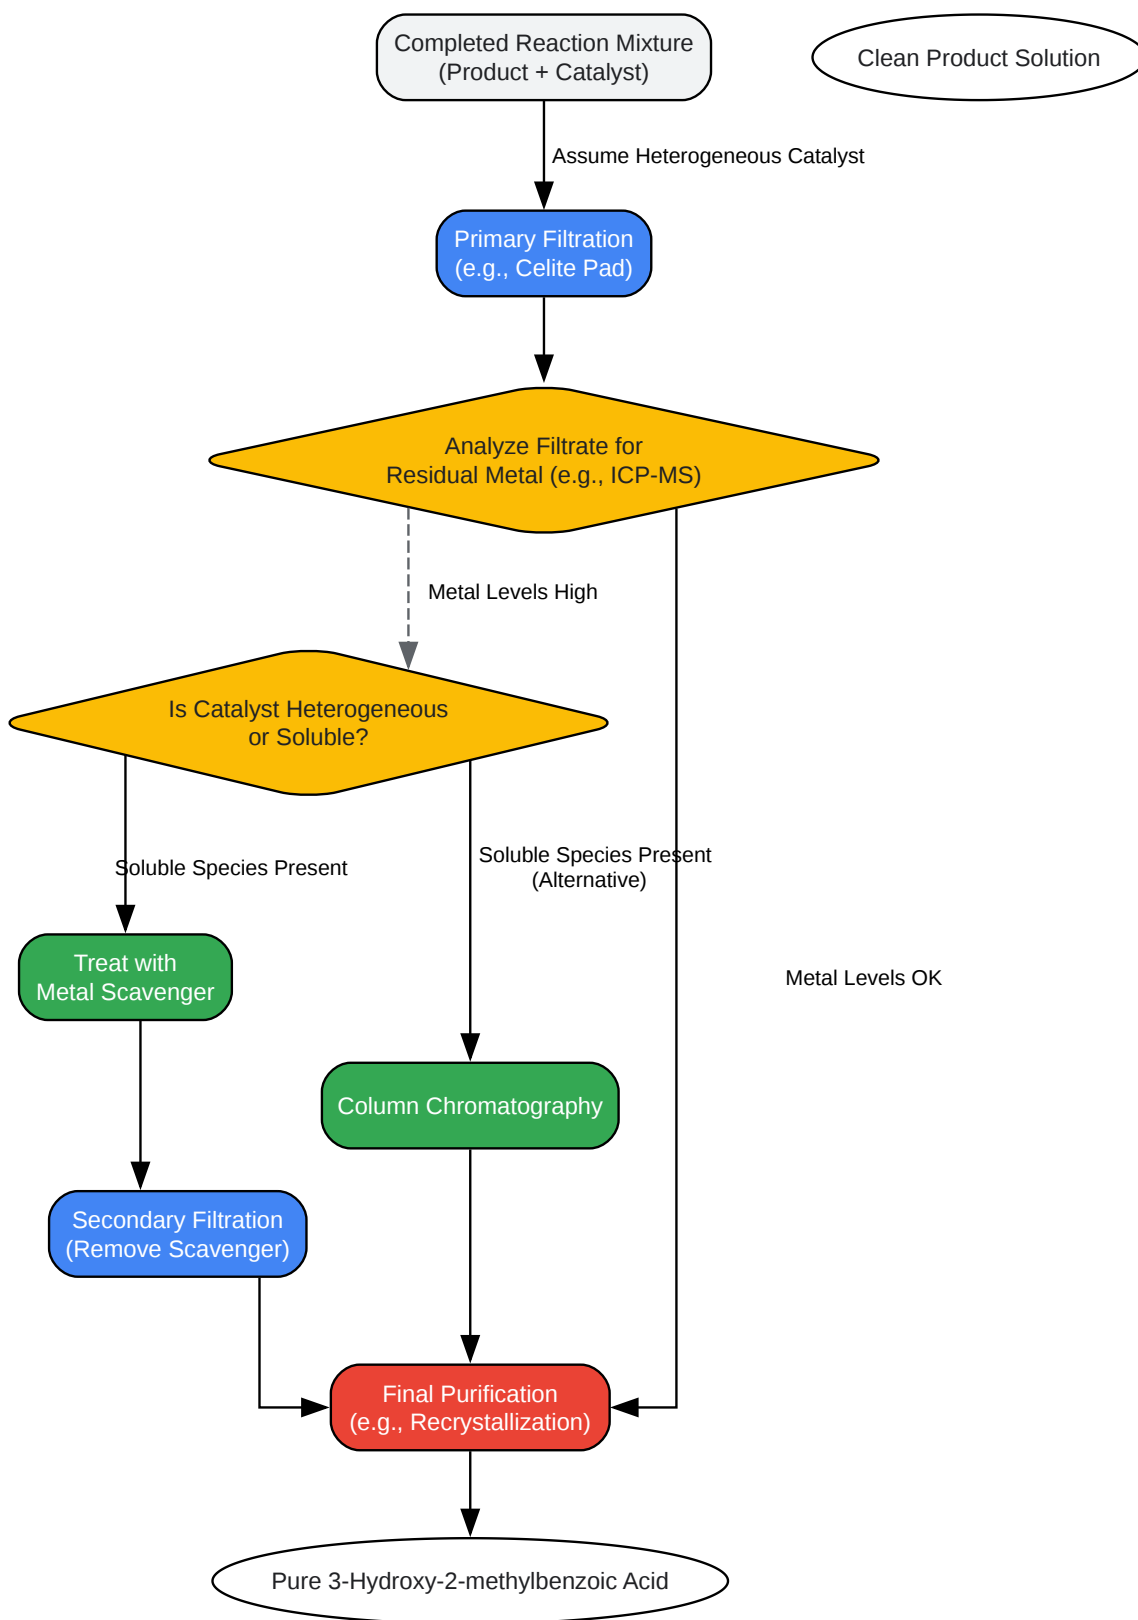 Completed Reaction Mixture
(Product + Catalyst)
Clean Product Solution
Assume Heterogeneous Catalyst
Primary Filtration
(e.g., Celite Pad)
Analyze Filtrate for
Residual Metal (e.g., ICP-MS)
Metal Levels High
Is Catalyst Heterogeneous
or Soluble?
Soluble Species Present
Soluble Species Present
(Alternative)
Treat with
Metal Scavenger
Metal Levels OK
Column Chromatography
Secondary Filtration
(Remove Scavenger)
Final Purification
(e.g., Recrystallization)
Pure 3-Hydroxy-2-methylbenzoic Acid